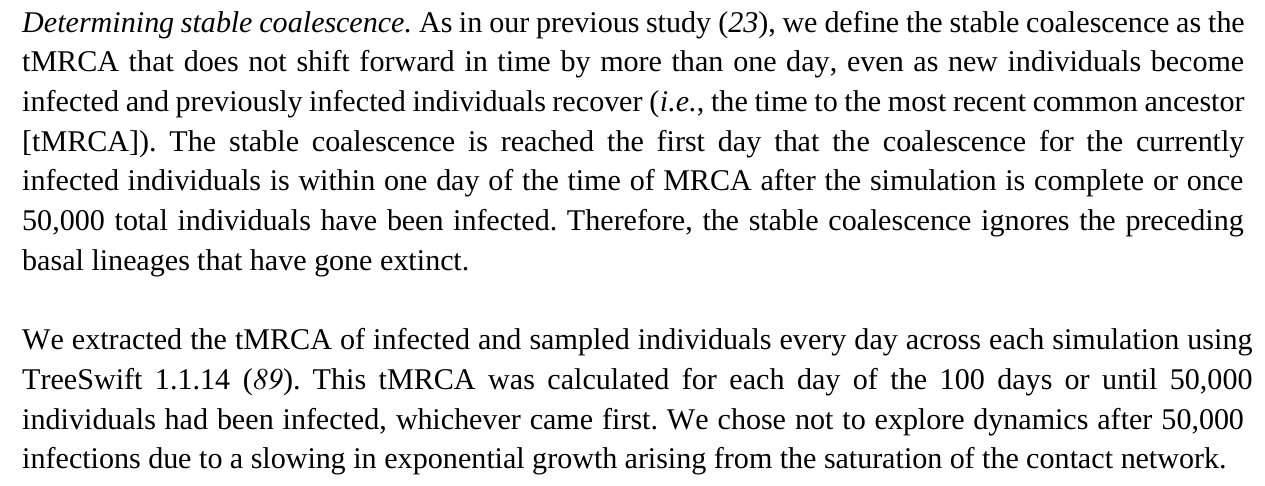 Determining stable coalescence. As in our previous study (23), we define the stable coalescence as the
tMRCA that does not shift forward in time by more than one day, even as new individuals become
infected and previously infected individuals recover (i.e., the time to the most recent common ancestor
[tMRCA]). The stable coalescence is reached the first day that the coalescence for the currently
infected individuals is within one day of the time of MRCA after the simulation is complete or once
50,000 total individuals have been infected. Therefore, the stable coalescence ignores the preceding
basal lineages that have gone extinct.
We extracted the tMRCA of infected and sampled individuals every day across each simulation using
TreeSwift 1.1.14 (89). This tMRCA was calculated for each day of the 100 days or until 50,000
individuals had been infected, whichever came first. We chose not to explore dynamics after 50,000
infections due to a slowing in exponential growth arising from the saturation of the contact network.